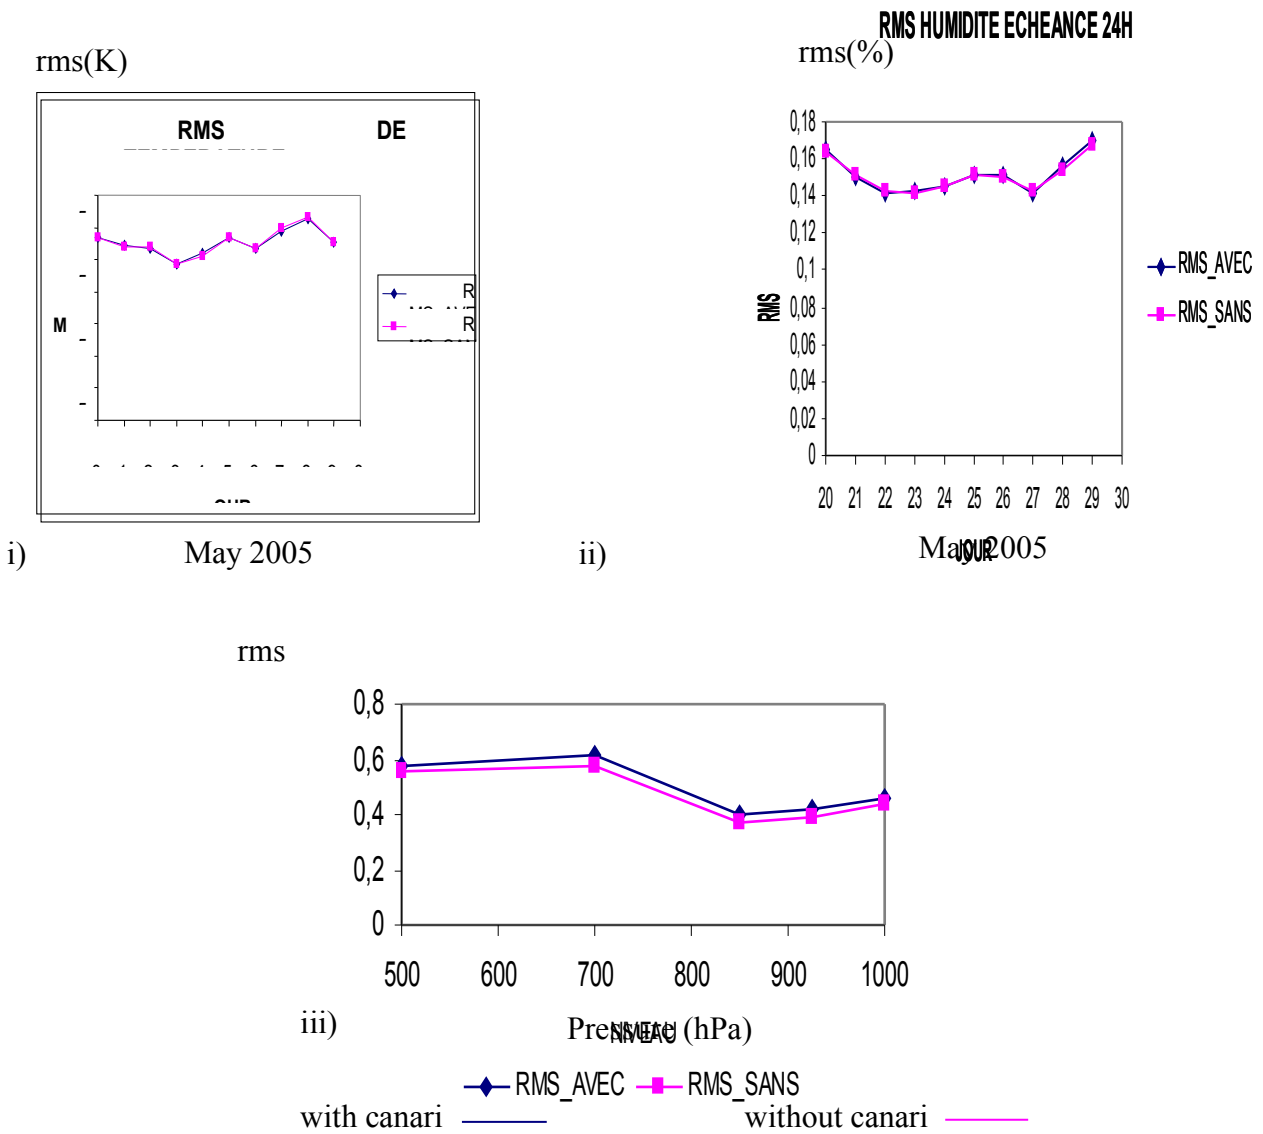 RMS HUMIDITE ECHEANCE 24H
rms(K)
rms(%)
RMS DE
M
R
R
0,18
0,16
0,14
0,12
0,1
0,08
0,06
0,04
0,02
0
RMS
20 21 22 23 24 25 26 27 28 29 30
RMS_AVEC
RMS_SANS
i) May 2005
ii) May 2005
JOUR
rms
0,8
0,6
0,4
0,2
0
500 600 700 800 900 1000
iii) Pressure (hPa)
NIVEAU
RMS_AVEC RMS_SANS
with canari without canari